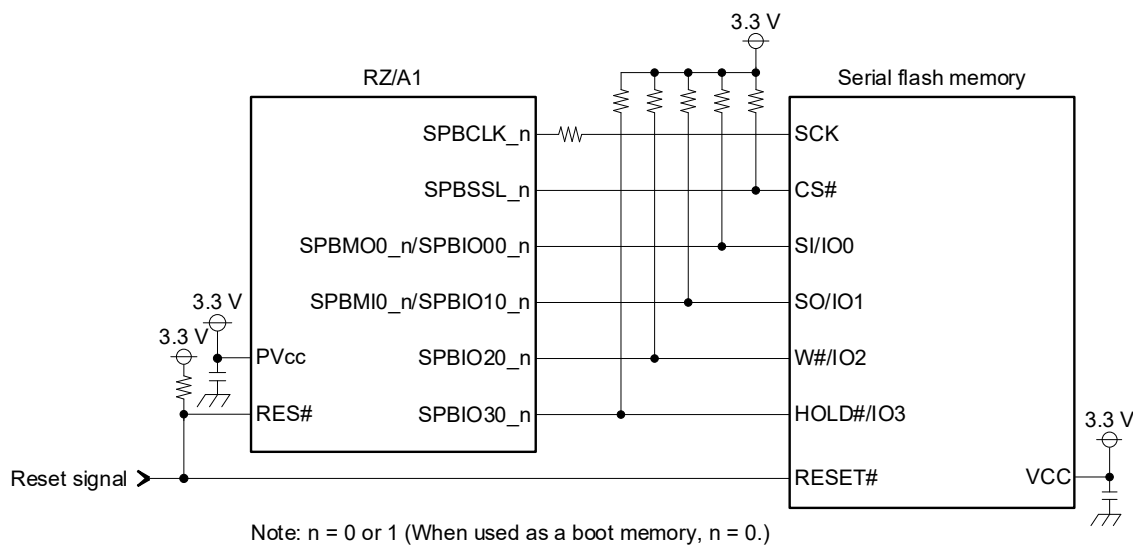 3.3 V
RZ/A1
Serial flash memory
SPBCLK_n
SCK
SPBSSL_n
CS#
SPBMO0_n/SPBIO00_n
SI/IO0
SPBMI0_n/SPBIO10_n
SO/IO1
3.3 V
3.3 V
PVcc
SPBIO20_n
W#/IO2
RES#
SPBIO30_n
HOLD#/IO3
3.3 V
Reset signal
RESET#
VCC
Note: n = 0 or 1 (When used as a boot memory, n = 0.)